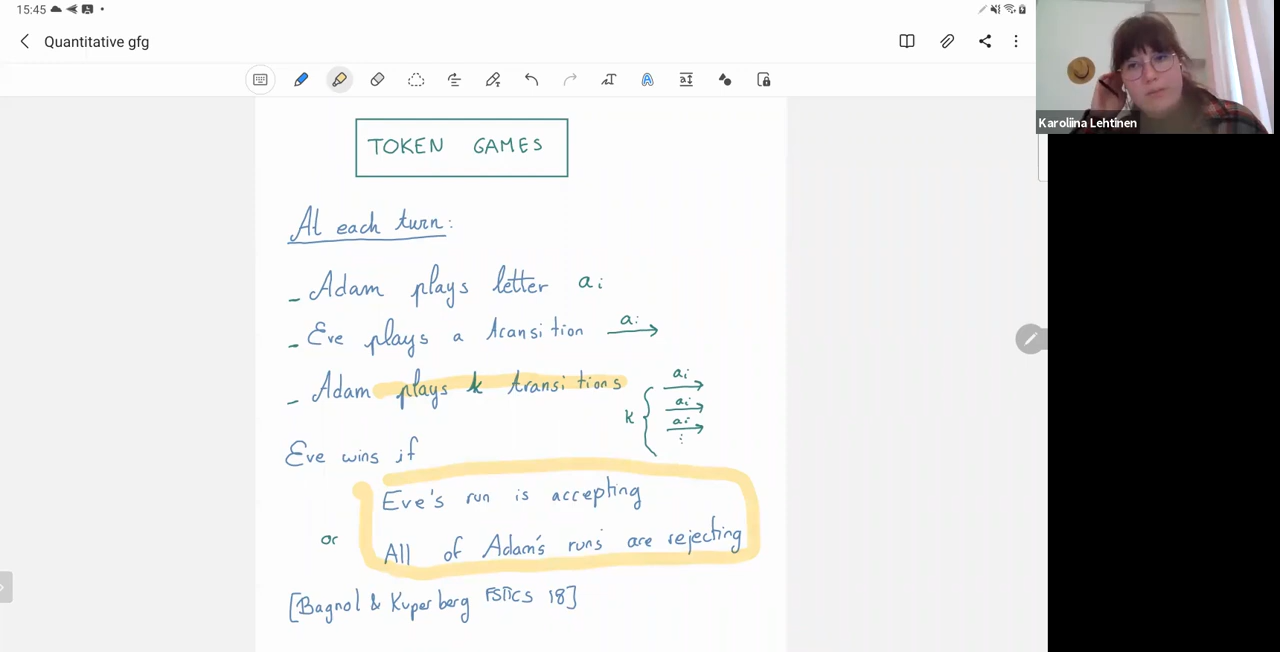 15:45
Quantitative gfg
Karoliina Lehtinen
TOKEN GAMES
At each turn:
- Adam plays letter ai
- Eve plays a transition ai
- Adam plays k transitions
k ai
ai
ai
⋮
Eve wins if
Eve's run is accepting
or All of Adam's runs are rejecting
[Bagnol & Kuperberg FSTTCS 18]